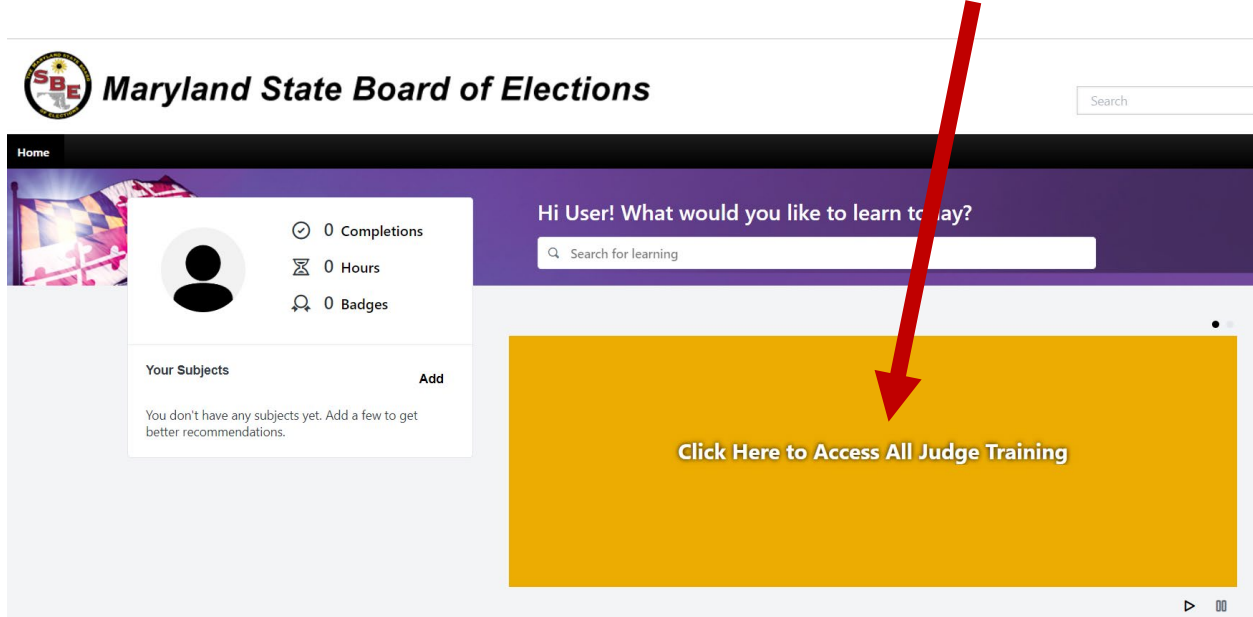 SBE
Maryland State Board of Elections
Search
Home
Hi User! What would you like to learn today?
Search for learning
0 Completions
0 Hours
0 Badges
Your Subjects
Add
You don't have any subjects yet. Add a few to get
better recommendations.
Click Here to Access All Judge Training